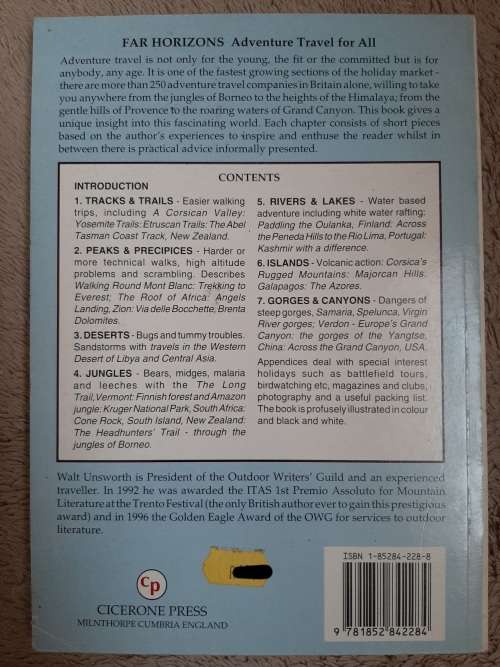 FAR HORIZONS Adventure Travel for All
Adventure travel is not only for the young, the fit or the committed but is for
anybody, any age. It is one of the fastest growing sections of the holiday market -
there are more than 250 adventure travel companies in Britain alone, willing to take
you anywhere from the jungles of Borneo to the heights of the Himalaya; from the
gentle hills of Provence to the roaring waters of Grand Canyon. This book gives a
unique insight into this fascinating world. Each chapter consists of short pieces
based on the author's experiences to inspire and enthuse the reader whilst in
between there is practical advice informally presented.
CONTENTS
INTRODUCTION
1. TRACKS & TRAILS - Easier walking
trips, including A Corsican Valley:
Yosemite Trails: Etruscan Trails: The Abel
Tasman Coast Track, New Zealand.
2. PEAKS & PRECIPICES - Harder or
more technical walks, high altitude
problems and scrambling. Describes
Walking Round Mont Blanc: Trekking to
Everest; The Roof of Africa: Angels
Landing, Zion: Via delle Bocchette, Brenta
Dolomites.
3. DESERTS - Bugs and tummy troubles.
Sandstorms with travels in the Western
Desert of Libya and Central Asia.
4. JUNGLES - Bears, midges, malaria
and leeches with the The Long
Trail, Vermont: Finnish forest and Amazon
jungle: Kruger National Park, South Africa:
Cone Rock, South Island, New Zealand:
The Headhunters' Trail - through the
jungles of Borneo.
5. RIVERS & LAKES - Water based
adventure including white water rafting:
Paddling the Oulanka, Finland: Across
the Peneda Hills to the Rio Lima, Portugal:
Kashmir with a difference.
6. ISLANDS - Volcanic action: Corsica's
Rugged Mountains: Majorcan Hills:
Galapagos: The Azores.
7. GORGES & CANYONS - Dangers of
steep gorges, Samaria, Spelunca, Virgin
River gorges; Verdon - Europe's Grand
Canyon: the gorges of the Yangtse,
China: Across the Grand Canyon, USA.
Appendices deal with special interest
holidays such as battlefield tours,
birdwatching etc, magazines and clubs,
photography and a useful packing list.
The book is profusely illustrated in colour
and black and white.
Walt Unsworth is President of the Outdoor Writers' Guild and an experienced
traveller. In 1992 he was awarded the ITAS 1st Premio Assoluto for Mountain
Literature at the Trento Festival (the only British author ever to gain this prestigious
award) and in 1996 the Golden Eagle Award of the OWG for services to outdoor
literature.
cp
CICERONE PRESS
MILNTHORPE CUMBRIA ENGLAND
ISBN 1-85284-228-8
9 781852 842284